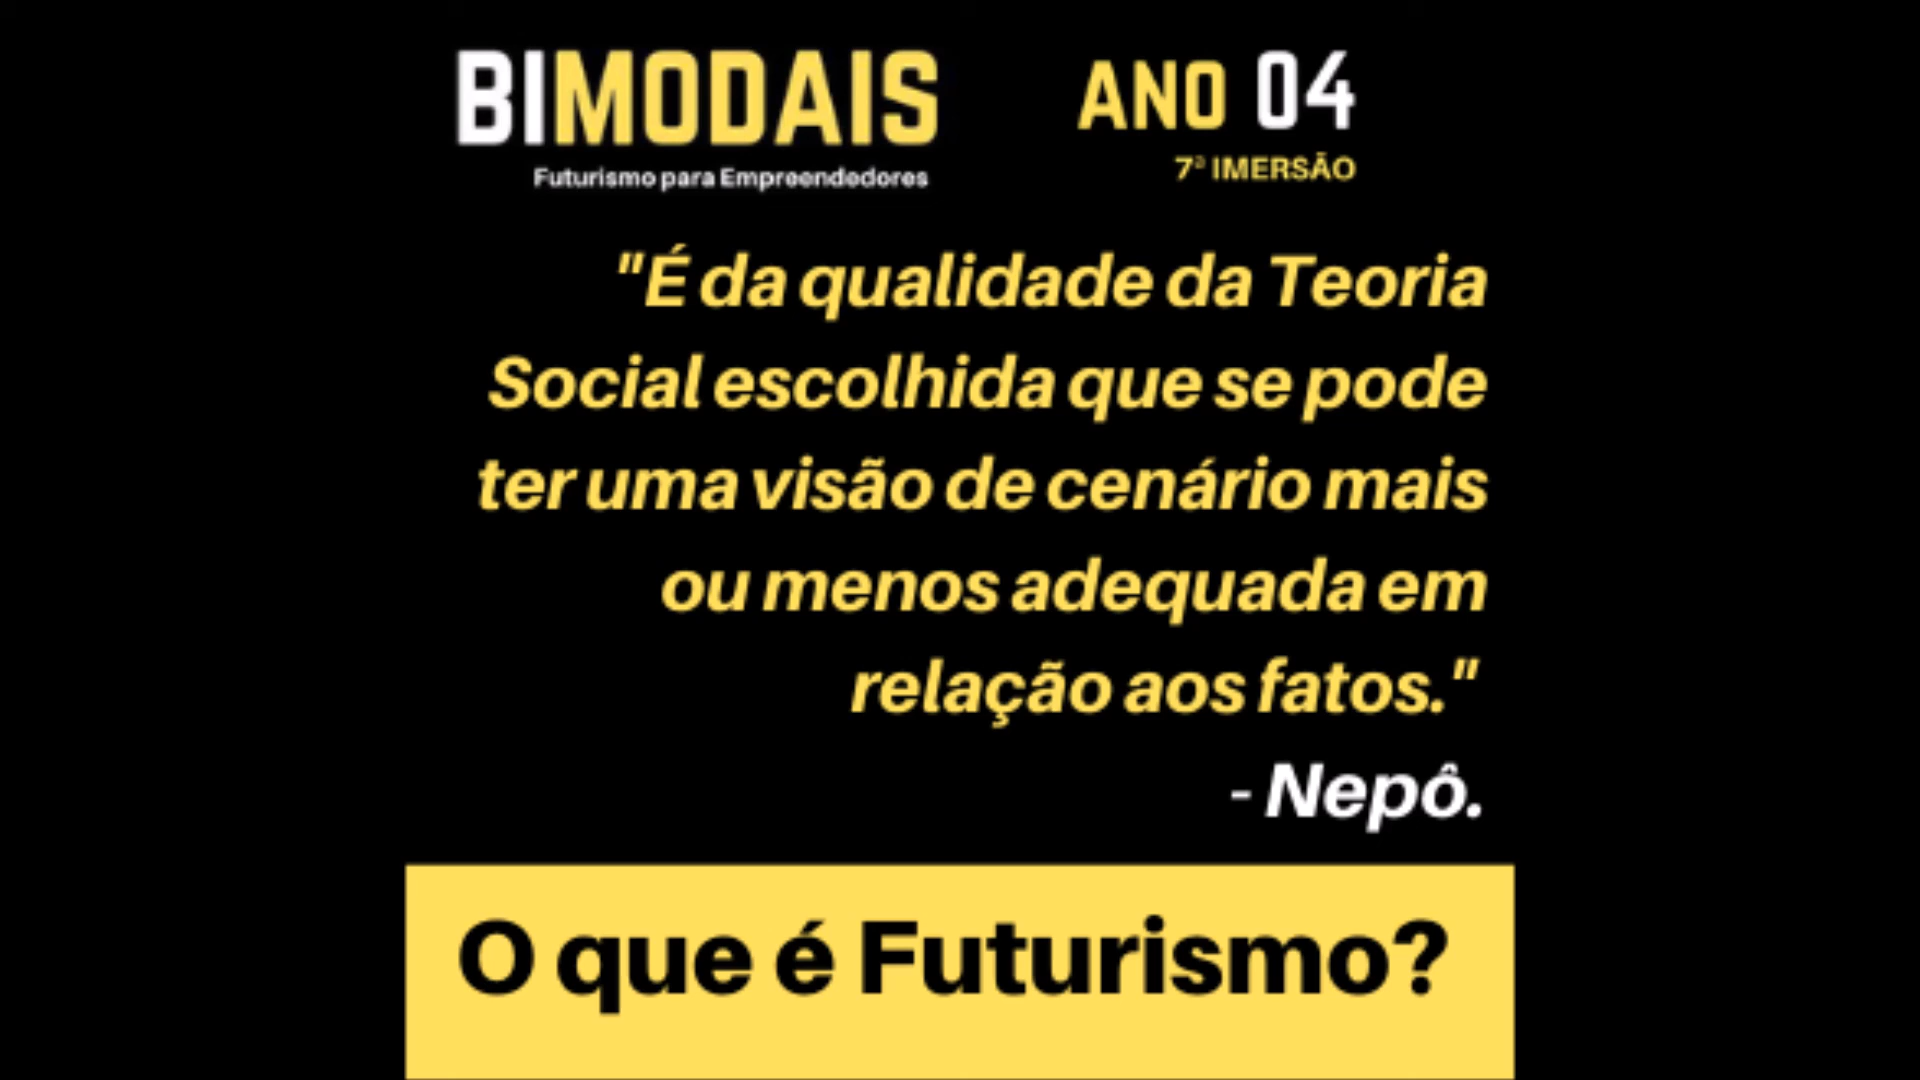 BIMODAIS
ANO 04
Futurismo para Empreendedores
7ª IMERSÃO
"É da qualidade da Teoria
Social escolhida que se pode
ter uma visão de cenário mais
ou menos adequada em
relação aos fatos."
- Nepô.
O que é Futurismo?